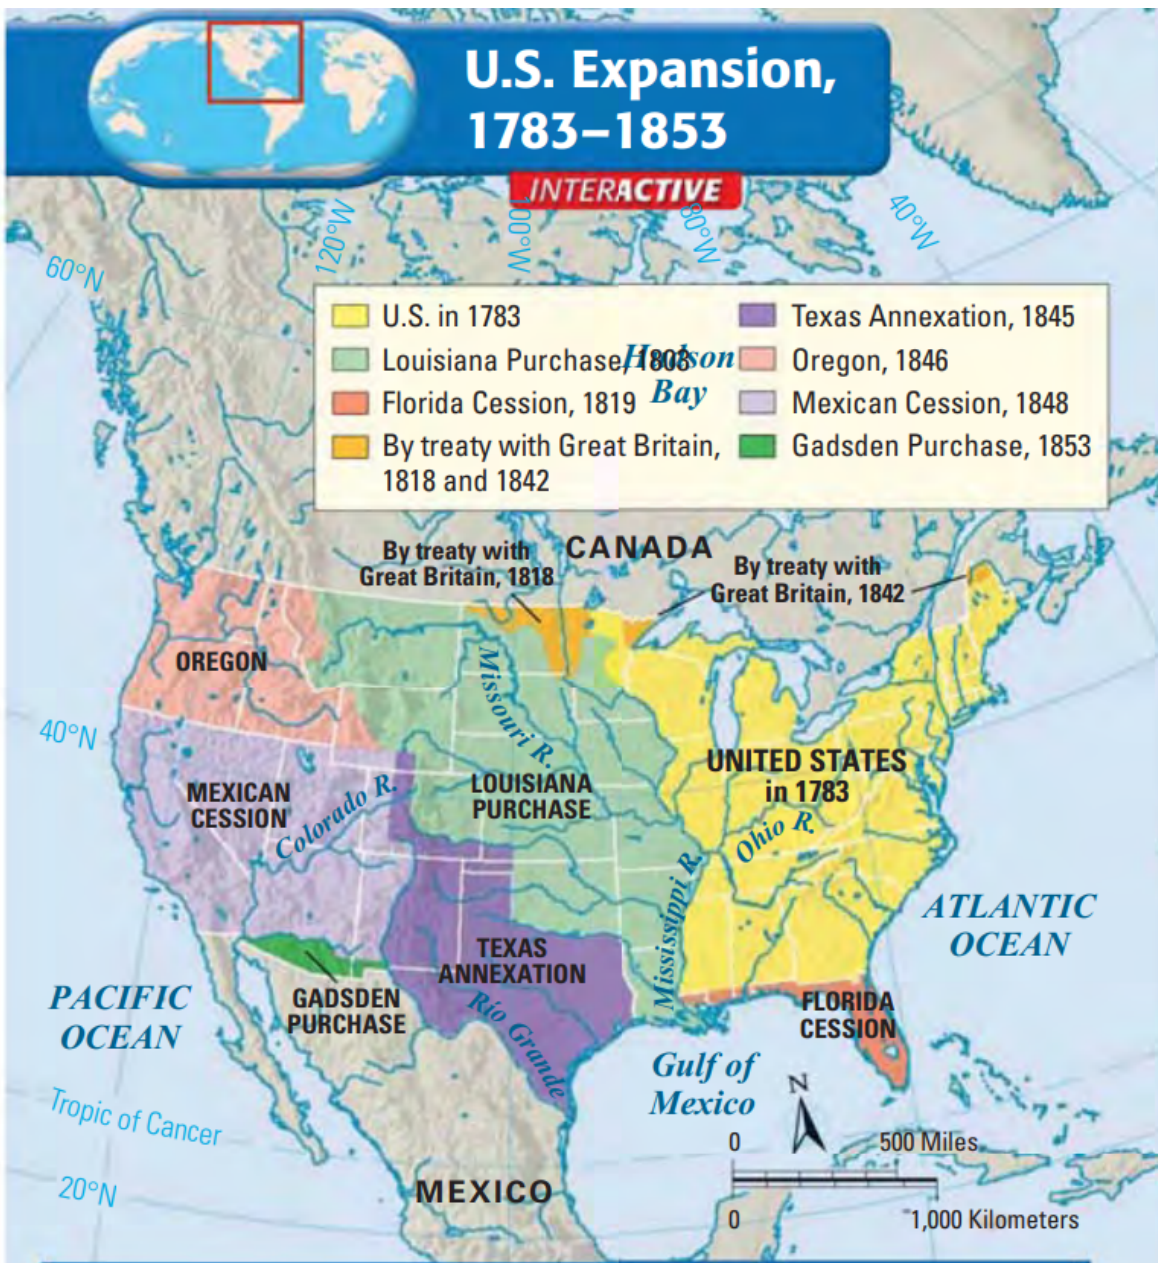 U.S. Expansion,
1783–1853
INTERACTIVE
120°W
100°W
80°W
40°W
60°N
U.S. in 1783
Louisiana Purchase, 1803
Florida Cession, 1819
By treaty with Great Britain,
1818 and 1842
Texas Annexation, 1845
Oregon, 1846
Mexican Cession, 1848
Gadsden Purchase, 1853
Hudson
Bay
CANADA
By treaty with
Great Britain, 1818
By treaty with
Great Britain, 1842
OREGON
Missouri R.
40°N
MEXICAN
CESSION
Colorado R.
LOUISIANA
PURCHASE
UNITED STATES
in 1783
Ohio R.
Mississippi R.
ATLANTIC
OCEAN
TEXAS
ANNEXATION
GADSDEN
PURCHASE
Río Grande
PACIFIC
OCEAN
FLORIDA
CESSION
Gulf of
Mexico
N
Tropic of Cancer
20°N
MEXICO
0 500 Miles
0 1,000 Kilometers